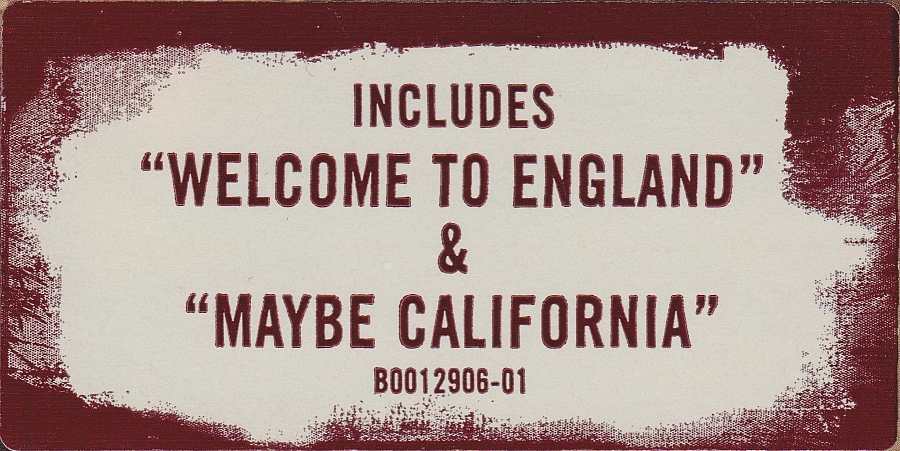 INCLUDES
“WELCOME TO ENGLAND”
&
“MAYBE CALIFORNIA”
B0012906-01